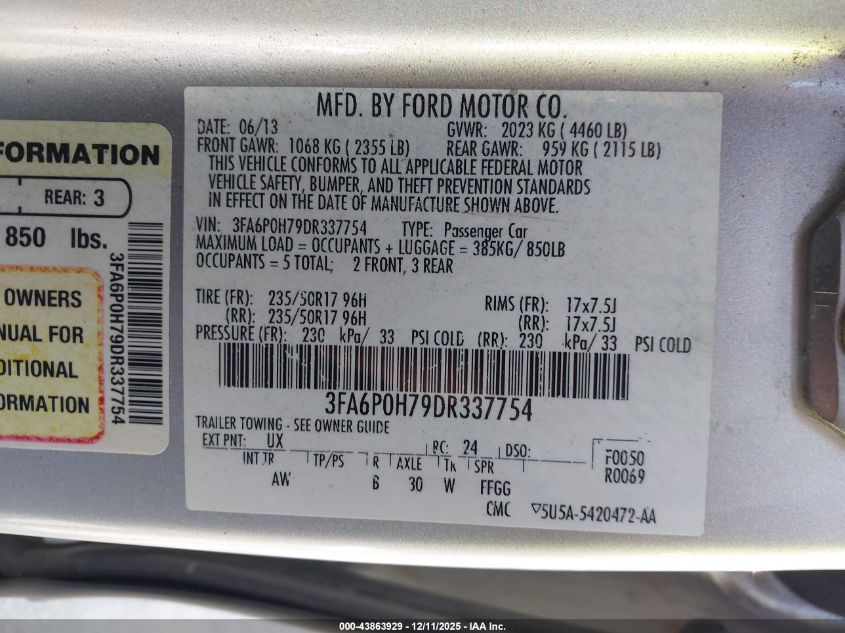 FORMATION
REAR: 3
850 lbs.
OWNERS
NUAL FOR
DITIONAL
FORMATION
3FA6P0H79DR337754
MFD. BY FORD MOTOR CO.
DATE: 06/13 GVWR: 2023 KG ( 4460 LB)
FRONT GAWR: 1068 KG ( 2355 LB) REAR GAWR: 959 KG ( 2115 LB)
THIS VEHICLE CONFORMS TO ALL APPLICABLE FEDERAL MOTOR
VEHICLE SAFETY, BUMPER, AND THEFT PREVENTION STANDARDS
IN EFFECT ON THE DATE OF MANUFACTURE SHOWN ABOVE.
VIN: 3FA6P0H79DR337754 TYPE: Passenger Car
MAXIMUM LOAD = OCCUPANTS + LUGGAGE = 385KG/ 850LB
OCCUPANTS = 5 TOTAL; 2 FRONT, 3 REAR
TIRE (FR): 235/50R17 96H RIMS (FR): 17x7.5J
(RR): 235/50R17 96H (RR): 17x7.5J
PRESSURE (FR): 230 kPa/ 33 PSI COLD (RR): 230 kPa/ 33 PSI COLD
3FA6P0H79DR337754
TRAILER TOWING - SEE OWNER GUIDE
EXT PNT: UX RC: 24 DSO: F0050
INT TR TP/PS R AXLE TR SPR R0069
AW 6 30 W FFGG
CMC ▽5U5A-5420472-AA
000-43863929 - 12/11/2025 - IAA Inc.